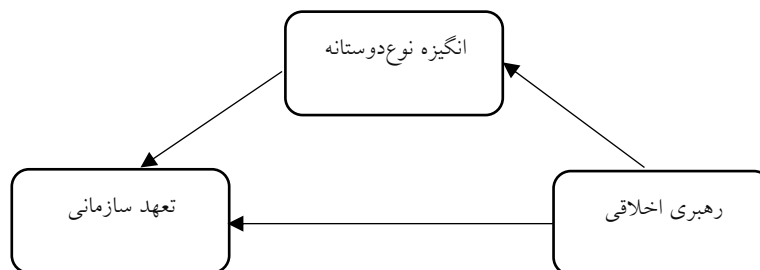 انگیزه نوع‌دوستانه
رهبری اخلاقی
تعهد سازمانی